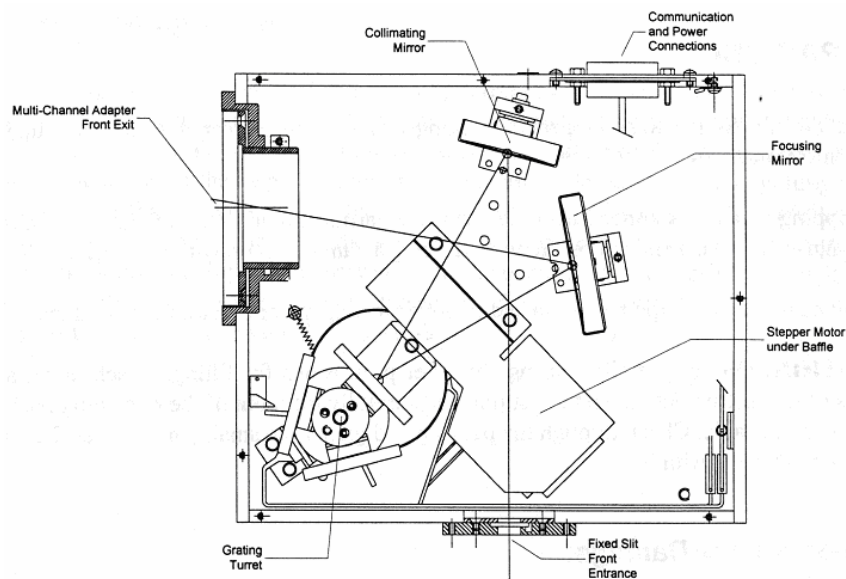 Communication
and Power
Connections
Collimating
Mirror
Multi-Channel Adapter
Front Exit
Focusing
Mirror
Stepper Motor
under Baffle
Grating
Turret
Fixed Slit
Front
Entrance